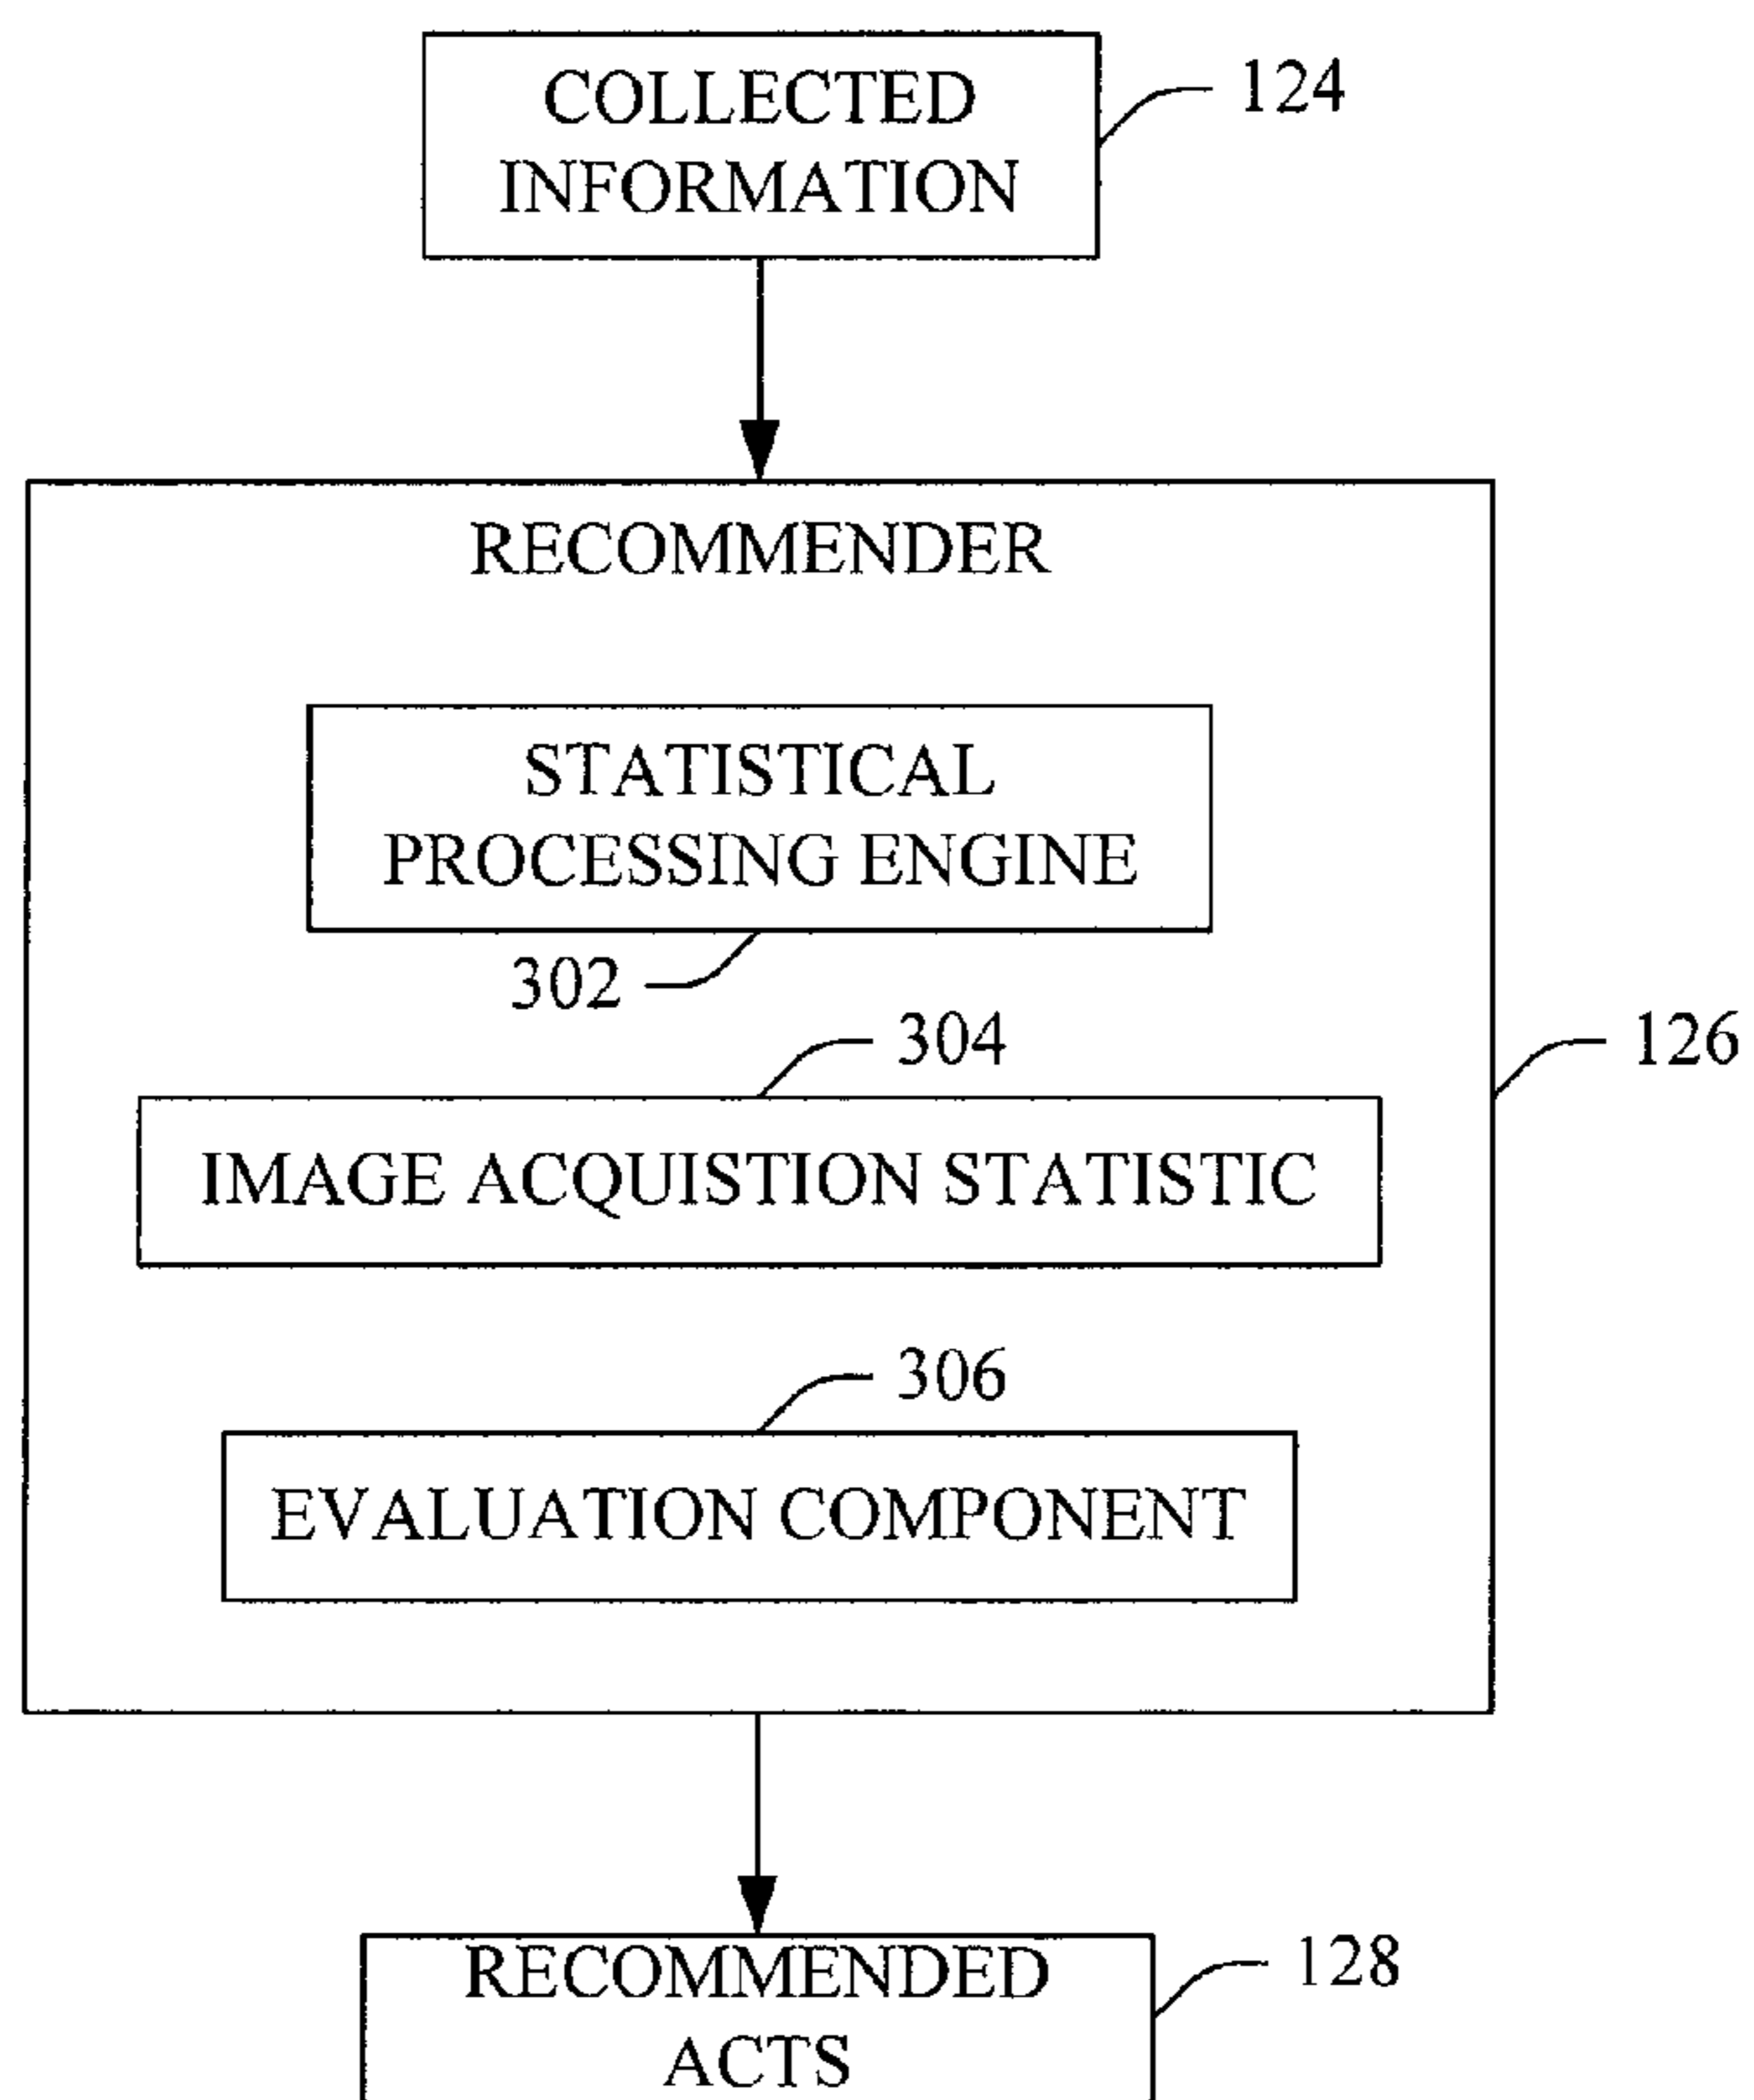 COLLECTED
INFORMATION
124
RECOMMENDER
STATISTICAL
PROCESSING ENGINE
302
304
126
IMAGE ACQUISTION STATISTIC
306
EVALUATION COMPONENT
RECOMMENDED
ACTS
128